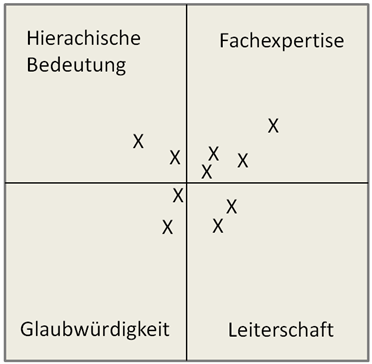 Hierachische
Bedeutung
Fachexpertise
X
X
X
X
X
X
X
X
X
X
Glaubwürdigkeit
Leiterschaft